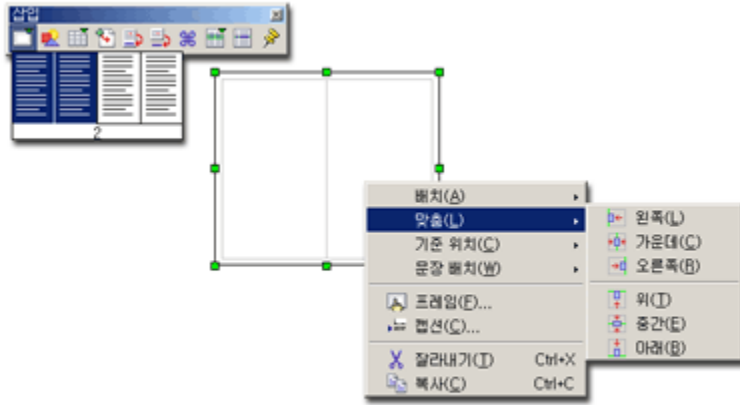 삽입
2
배치(A)
맞춤(L)
기준 위치(C)
문장 배치(W)
프레임(F)...
캡션(C)...
잘라내기(T) Ctrl+X
복사(C) Ctrl+C
왼쪽(L)
가운데(C)
오른쪽(R)
위(T)
중간(E)
아래(B)